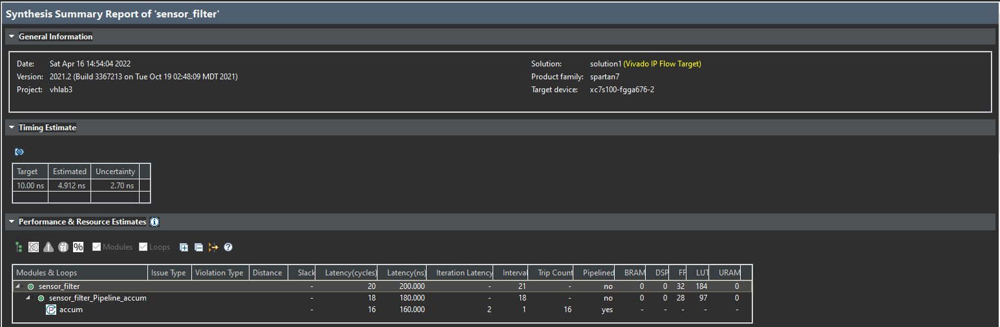 Synthesis Summary Report of 'sensor_filter'
General Information
Date: Sat Apr 16 14:54:04 2022
Version: 2021.2 (Build 3367213 on Tue Oct 19 02:48:09 MDT 2021)
Project: vhlab3
Solution: solution1 (Vivado IP Flow Target)
Product family: spartan7
Target device: xc7s100-fgga676-2
Timing Estimate
Target Estimated Uncertainty
10.00 ns 4.912 ns 2.70 ns
Performance & Resource Estimates
% Modules Loops
Modules & Loops Issue Type Violation Type Distance Slack Latency(cycles) Latency(ns) Iteration Latency Interval Trip Count Pipelined BRAM DSP FF LUT URAM
sensor_filter - 20 200.000 - 21 - no 0 0 32 184 0
sensor_filter_Pipeline_accum - 18 180.000 - 18 - no 0 0 28 97 0
accum - 16 160.000 2 1 16 yes - - - - -